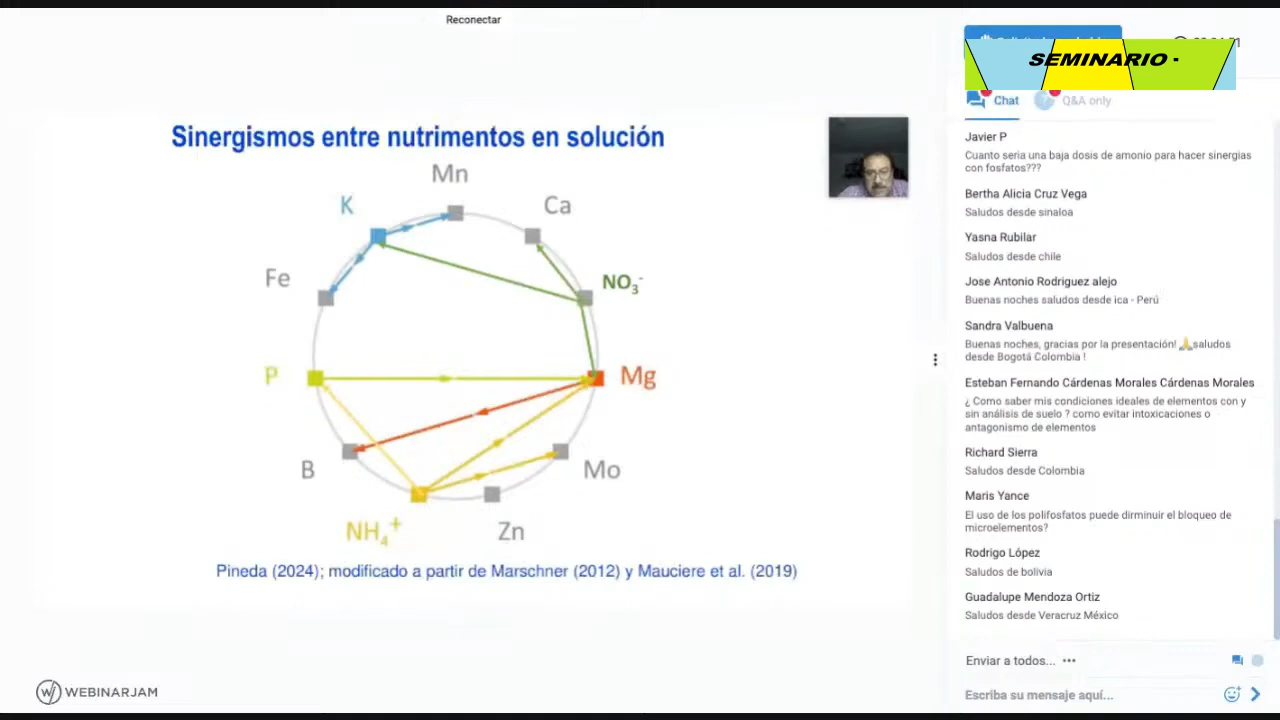 Reconectar
SEMINARIO -
Chat
Q&A only
Sinergismos entre nutrimentos en solución
Mn
K
Ca
Fe
NO3-
P
Mg
B
Mo
NH4+
Zn
Pineda (2024); modificado a partir de Marschner (2012) y Mauciere et al. (2019)
WEBINARJAM
Javier P
Cuanto seria una baja dosis de amonio para hacer sinergias
con fosfatos???
Bertha Alicia Cruz Vega
Saludos desde sinaloa
Yasna Rubilar
Saludos desde chile
Jose Antonio Rodriguez alejo
Buenas noches saludos desde ica - Perú
Sandra Valbuena
Buenas noches, gracias por la presentación! 🙏saludos
desde Bogotá Colombia !
Esteban Fernando Cárdenas Morales Cárdenas Morales
¿ Como saber mis condiciones ideales de elementos con y
sin análisis de suelo ? como evitar intoxicaciones o
antagonismo de elementos
Richard Sierra
Saludos desde Colombia
Maris Yance
El uso de los polifosfatos puede dirminuir el bloqueo de
microelementos?
Rodrigo López
Saludos de bolivia
Guadalupe Mendoza Ortiz
Saludos desde Veracruz México
Enviar a todos... •••
Escriba su mensaje aquí...